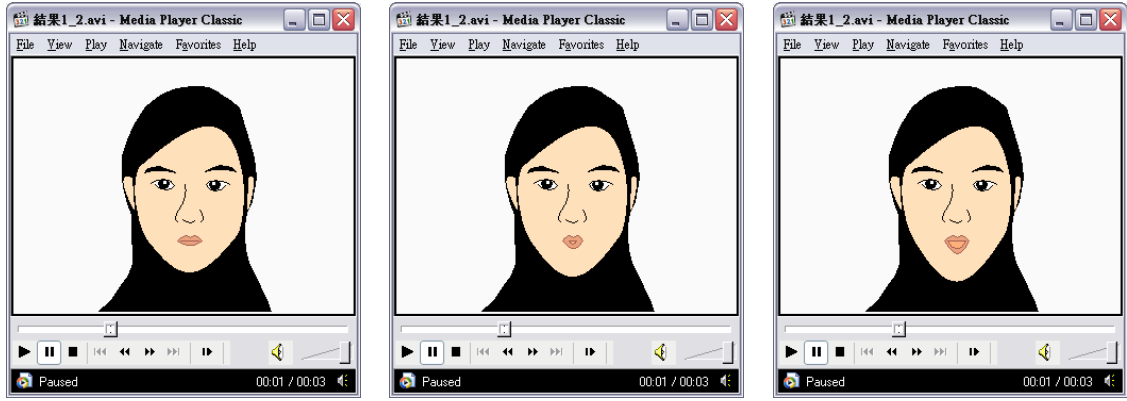 結果1_2.avi - Media Player Classic
File View Play Navigate Favorites Help
Paused 00:01 / 00:03
結果1_2.avi - Media Player Classic
File View Play Navigate Favorites Help
Paused 00:01 / 00:03
結果1_2.avi - Media Player Classic
File View Play Navigate Favorites Help
Paused 00:01 / 00:03